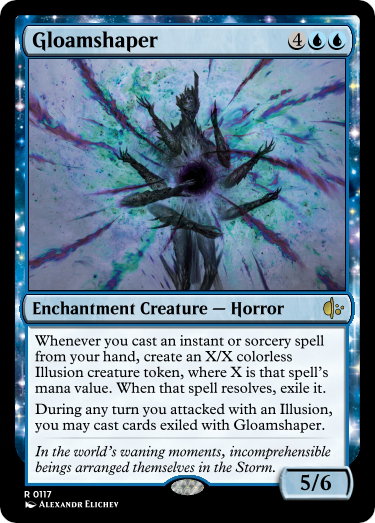 Gloamshaper 4
Enchantment Creature — Horror
Whenever you cast an instant or sorcery spell
from your hand, create an X/X colorless
Illusion creature token, where X is that spell's
mana value. When that spell resolves, exile it.
During any turn you attacked with an Illusion,
you may cast cards exiled with Gloamshaper.
In the world's waning moments, incomprehensible
beings arranged themselves in the Storm.
5/6
R 0117
Alexandr Elichev